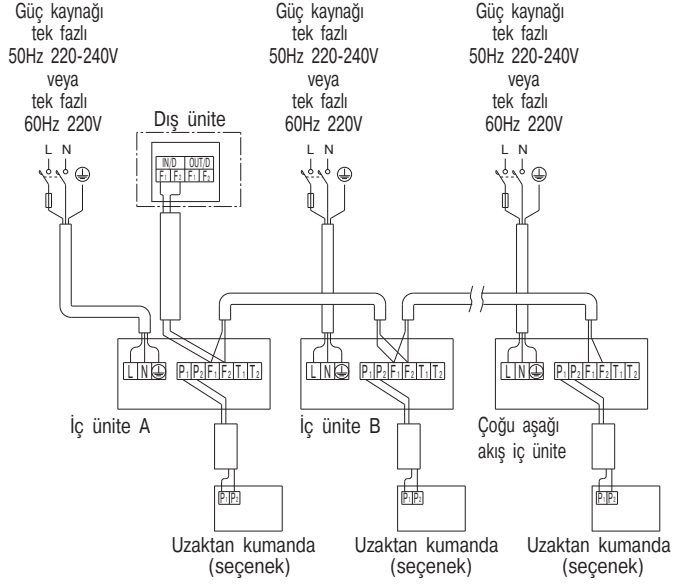 Güç kaynağı
tek fazlı
50Hz 220-240V
veya
tek fazlı
60Hz 220V
Güç kaynağı
tek fazlı
50Hz 220-240V
veya
tek fazlı
60Hz 220V
Güç kaynağı
tek fazlı
50Hz 220-240V
veya
tek fazlı
60Hz 220V
Dış ünite
L N
L N
L N
IN/D OUT/D
F1 F2 F1 F2
L N
P1 P2 F1 F2 T1 T2
L N
P1 P2 F1 F2 T1 T2
L N
P1 P2 F1 F2 T1 T2
İç ünite A
İç ünite B
Çoğu aşağı
akış iç ünite
P1 P2
P1 P2
P1 P2
Uzaktan kumanda
(seçenek)
Uzaktan kumanda
(seçenek)
Uzaktan kumanda
(seçenek)